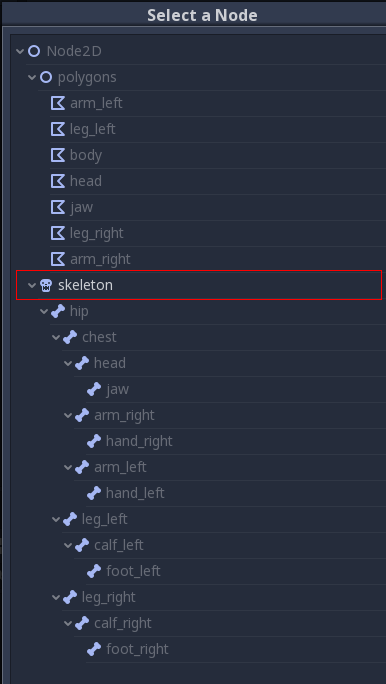 Select a Node
Node2D
polygons
arm_left
leg_left
body
head
jaw
leg_right
arm_right
skeleton
hip
chest
head
jaw
arm_right
hand_right
arm_left
hand_left
leg_left
calf_left
foot_left
leg_right
calf_right
foot_right